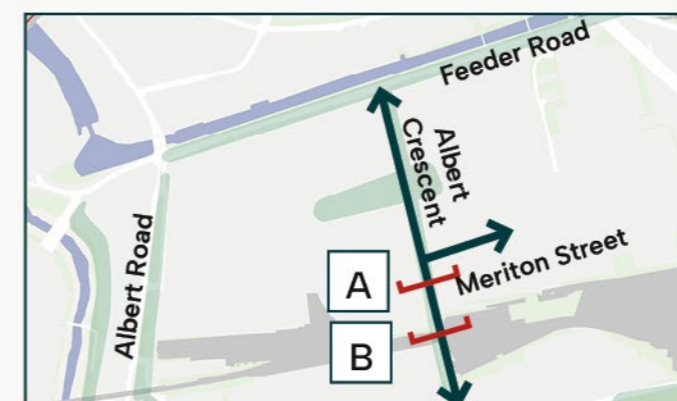 Feeder Road
Albert
Crescent
Meriton Street
Albert Road
A
B